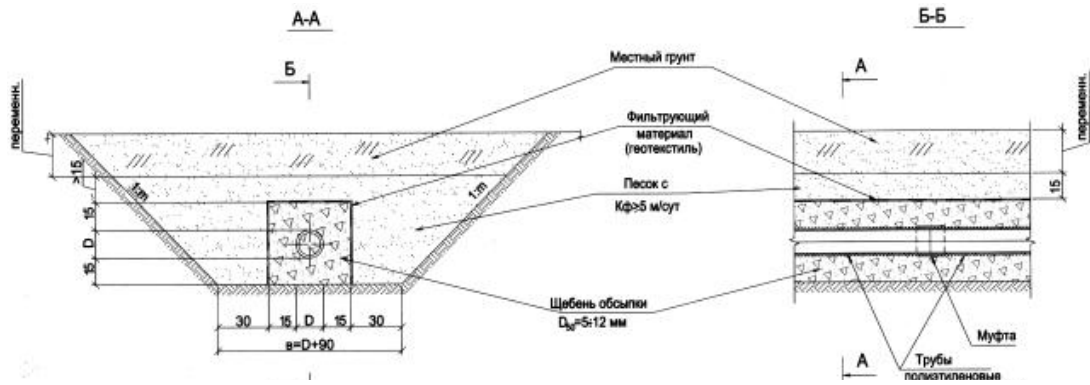 А-А
Б-Б
Б
Местный грунт
А
переменн.
Фильтрующий
материал
(геотекстиль)
переменн.
>15
1:m
1:m
Песок с
Кф>5 м/сут
15
15
D
15
Щебень обсыпки
D50=5÷12 мм
30
15
D
15
30
в=D+90
Муфта
Трубы
полиэтиленовые
А